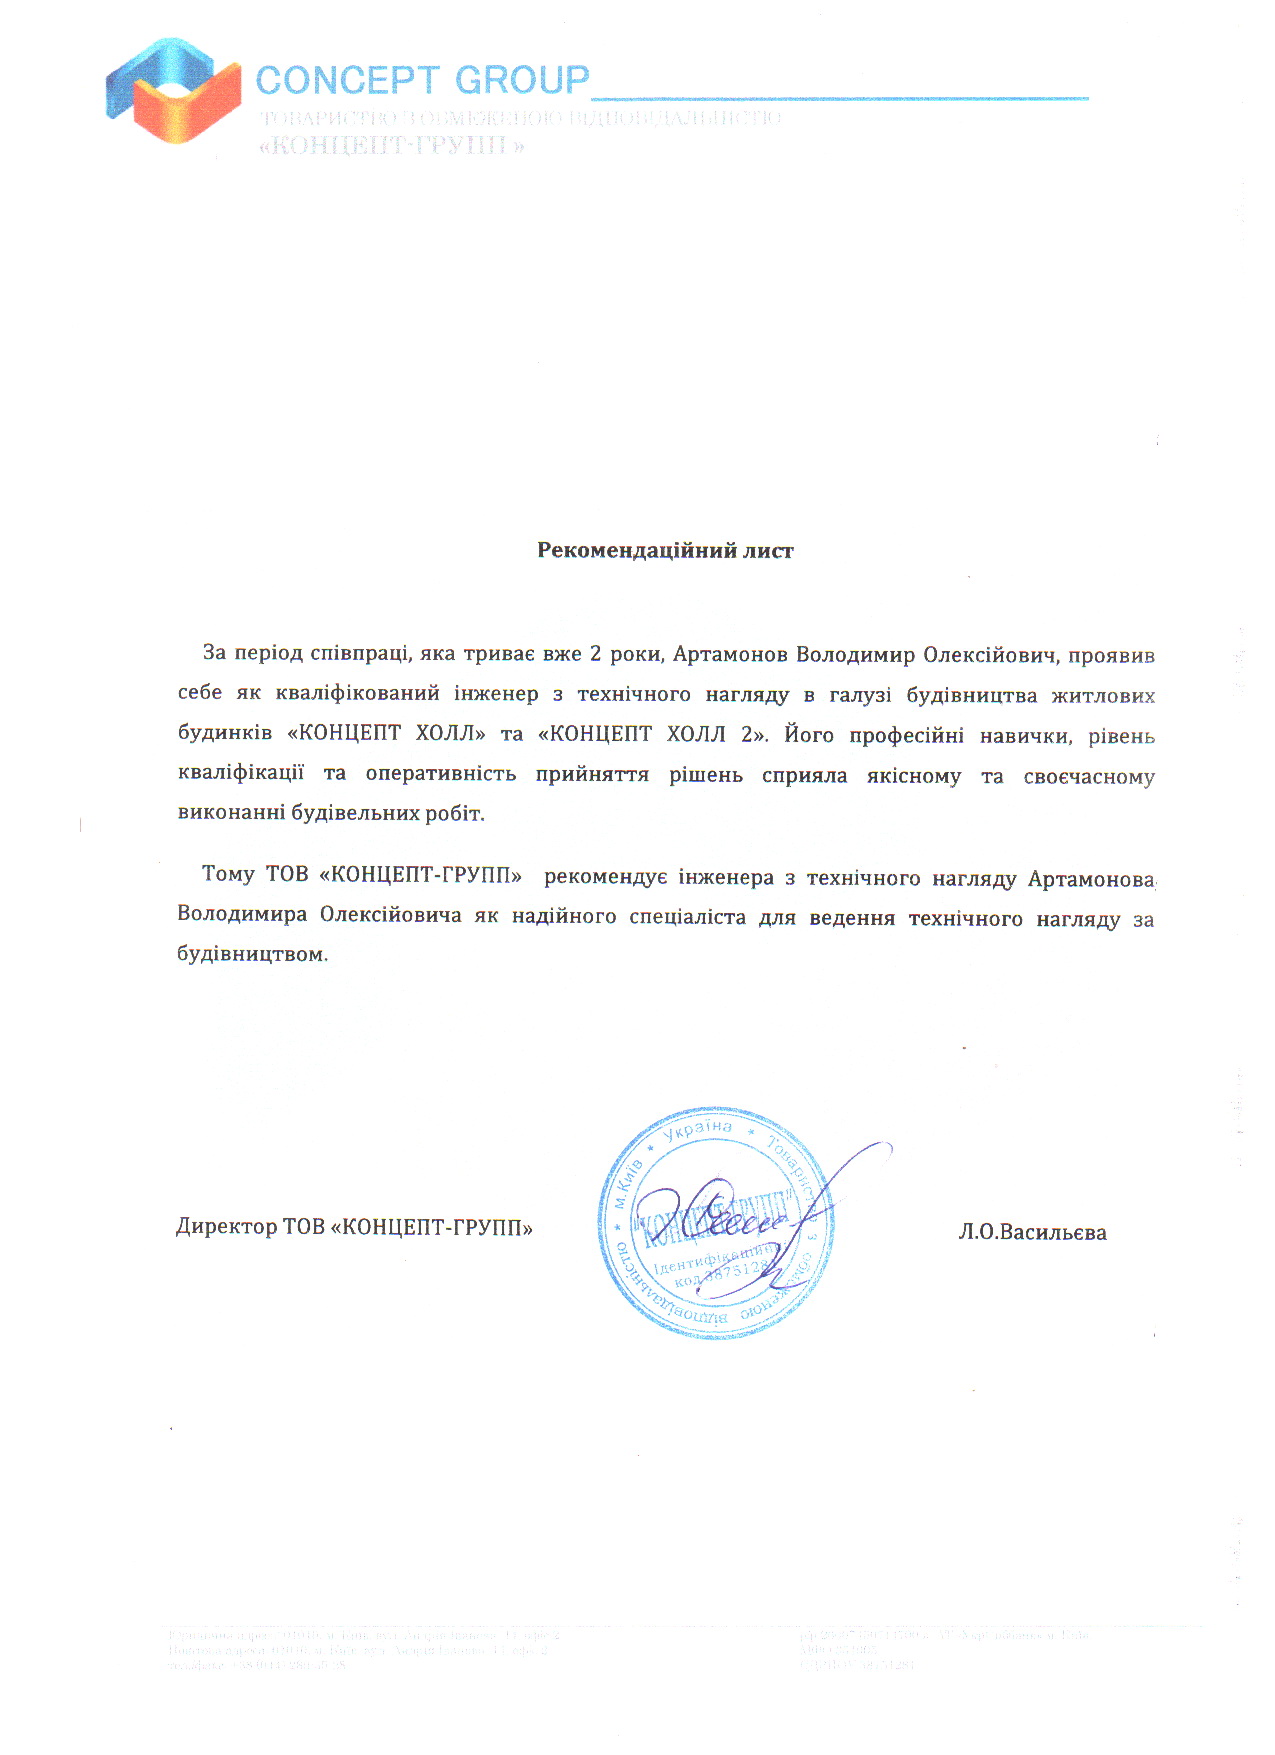 CONCEPT GROUP
ТОВАРИСТВО З ОБМЕЖЕНОЮ ВІДПОВІДАЛЬНІСТЮ
«КОНЦЕПТ-ГРУПП »
Рекомендаційний лист
За період співпраці, яка триває вже 2 роки, Артамонов Володимир Олексійович, проявив
себе як кваліфікований інженер з технічного нагляду в галузі будівництва житлових
будинків «КОНЦЕПТ ХОЛЛ» та «КОНЦЕПТ ХОЛЛ 2». Його професійні навички, рівень
кваліфікації та оперативність прийняття рішень сприяла якісному та своєчасному
виконанні будівельних робіт.
Тому ТОВ «КОНЦЕПТ-ГРУПП» рекомендує інженера з технічного нагляду Артамонова
Володимира Олексійовича як надійного спеціаліста для ведення технічного нагляду за
будівництвом.
Україна * Товариство з обмеженою відповідальністю * м.Київ *
"КОНЦЕПТ-ГРУПП"
Ідентифікаційний
код
Директор ТОВ «КОНЦЕПТ-ГРУПП»
Л.О.Васильєва